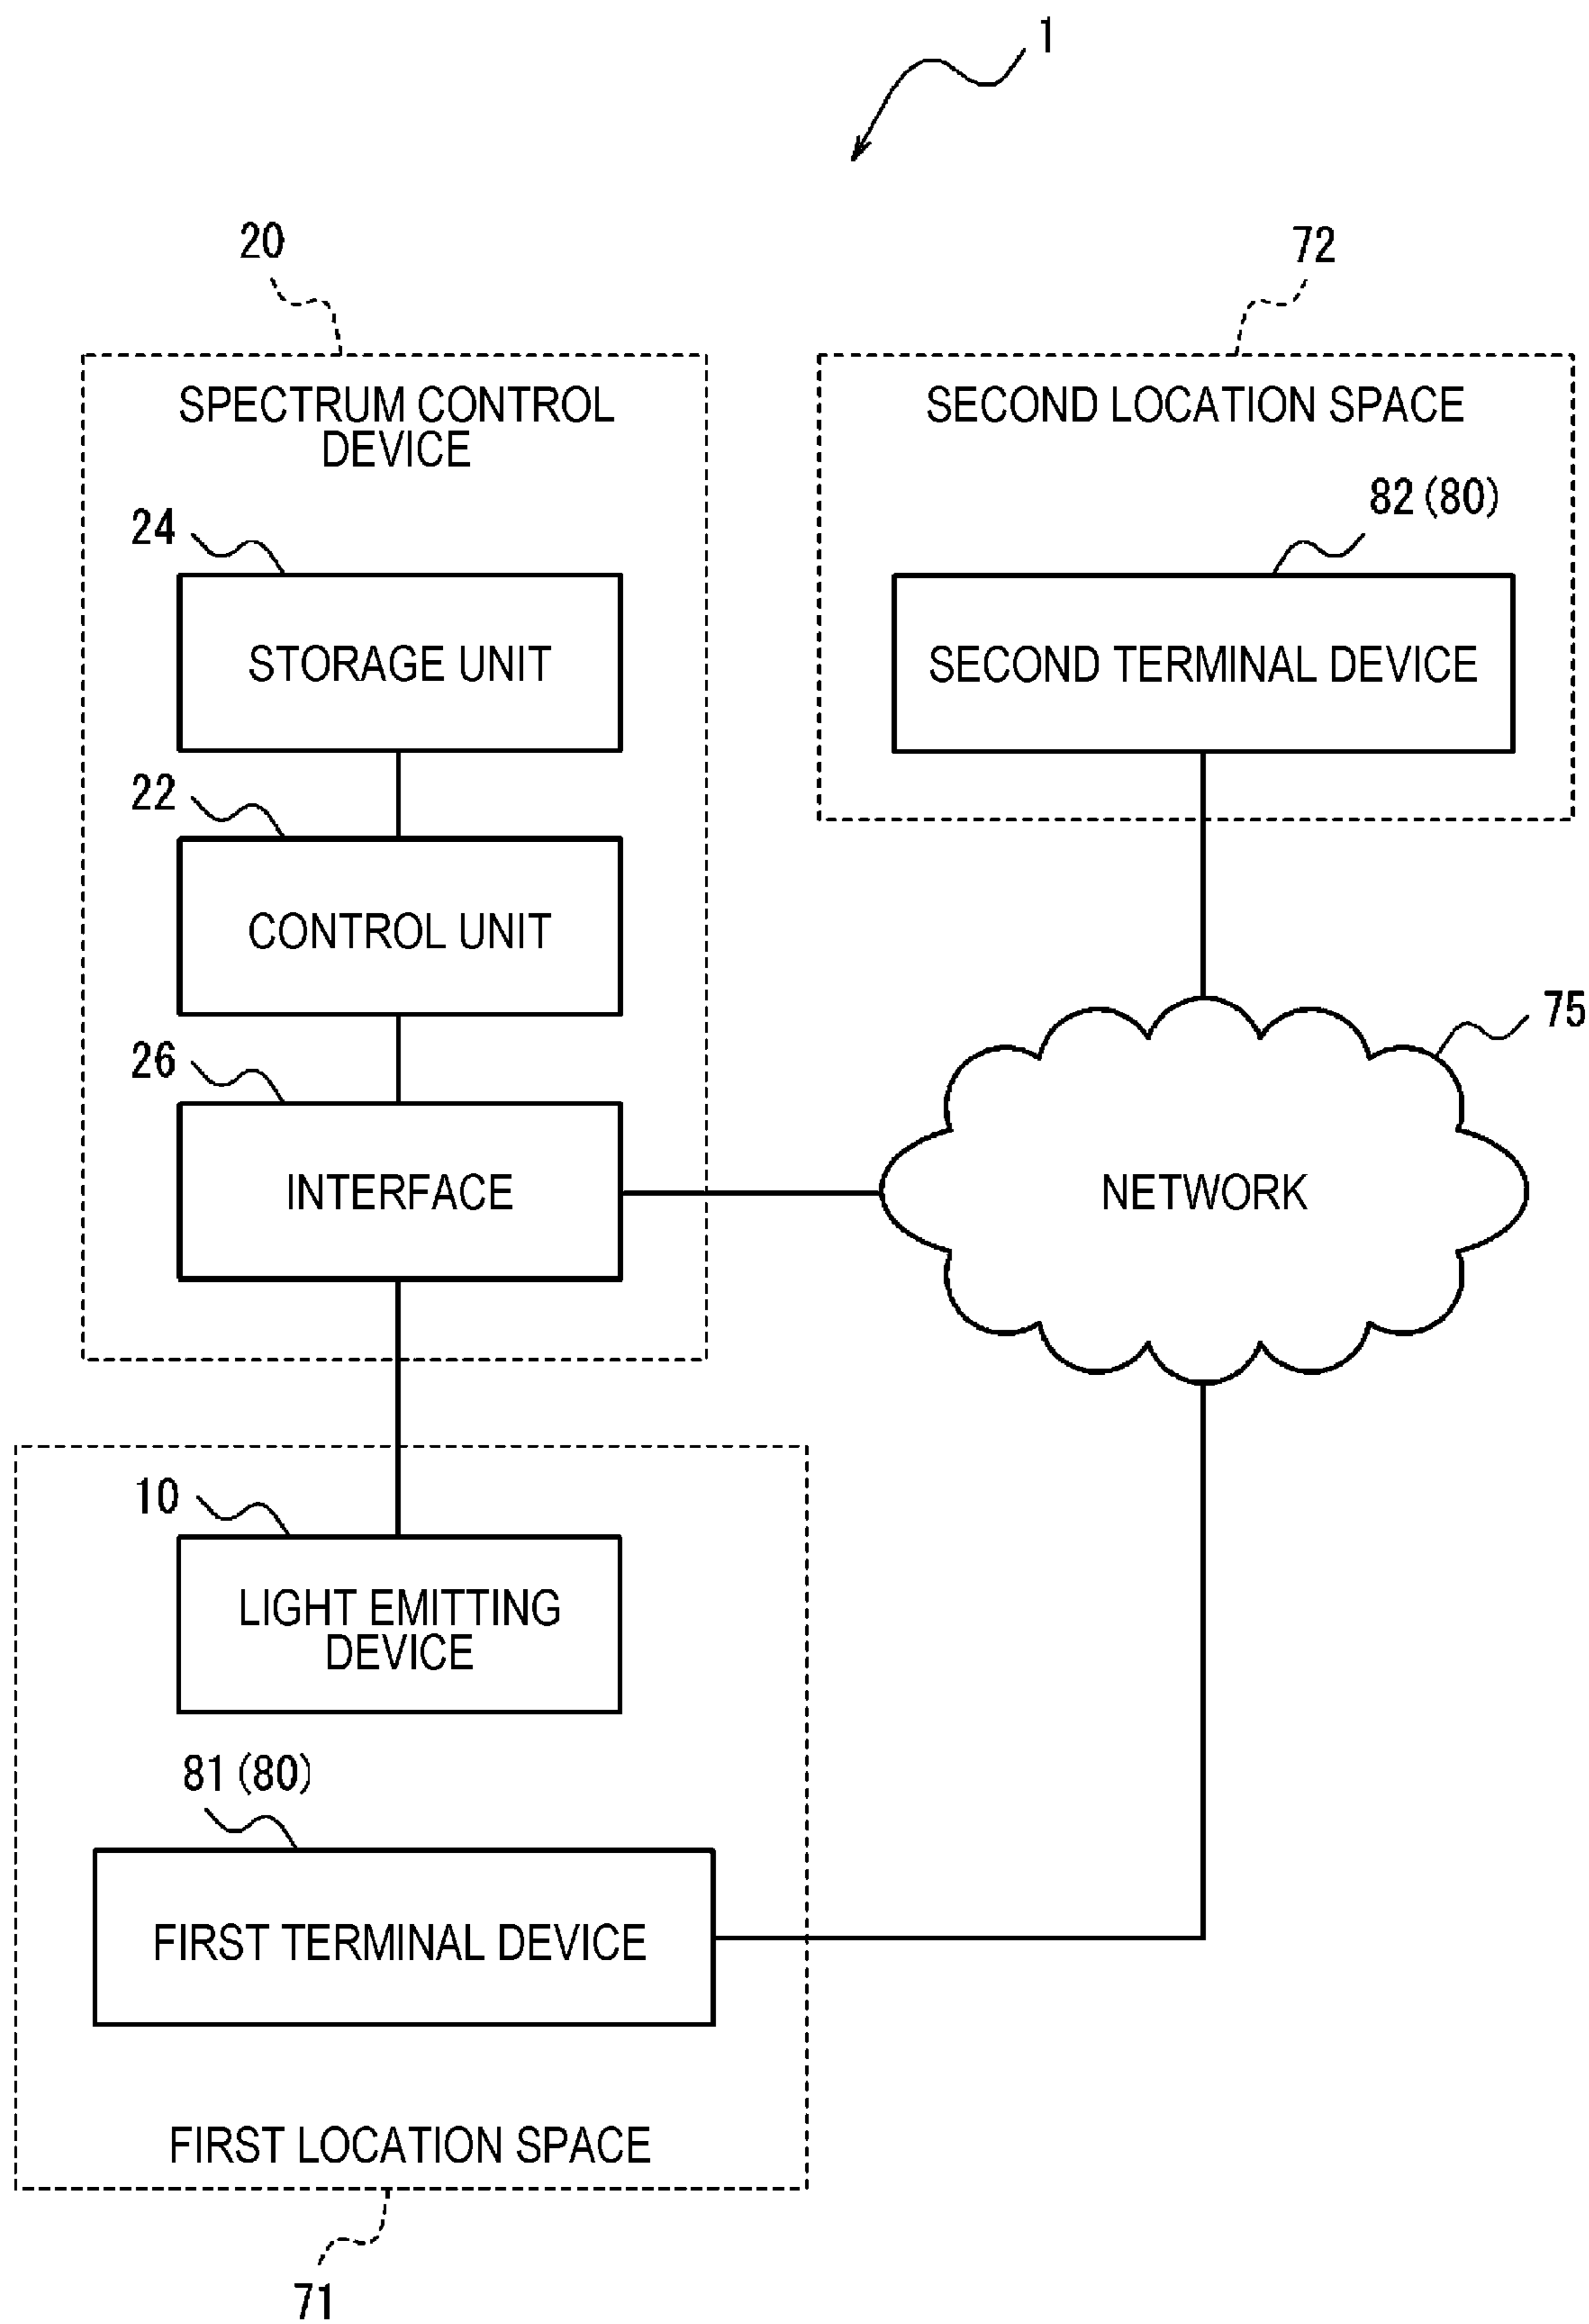 1
20
72
SPECTRUM CONTROL
DEVICE
SECOND LOCATION SPACE
24
82 (80)
STORAGE UNIT
SECOND TERMINAL DEVICE
22
CONTROL UNIT
75
26
INTERFACE
NETWORK
10
LIGHT EMITTING
DEVICE
81 (80)
FIRST TERMINAL DEVICE
FIRST LOCATION SPACE
71